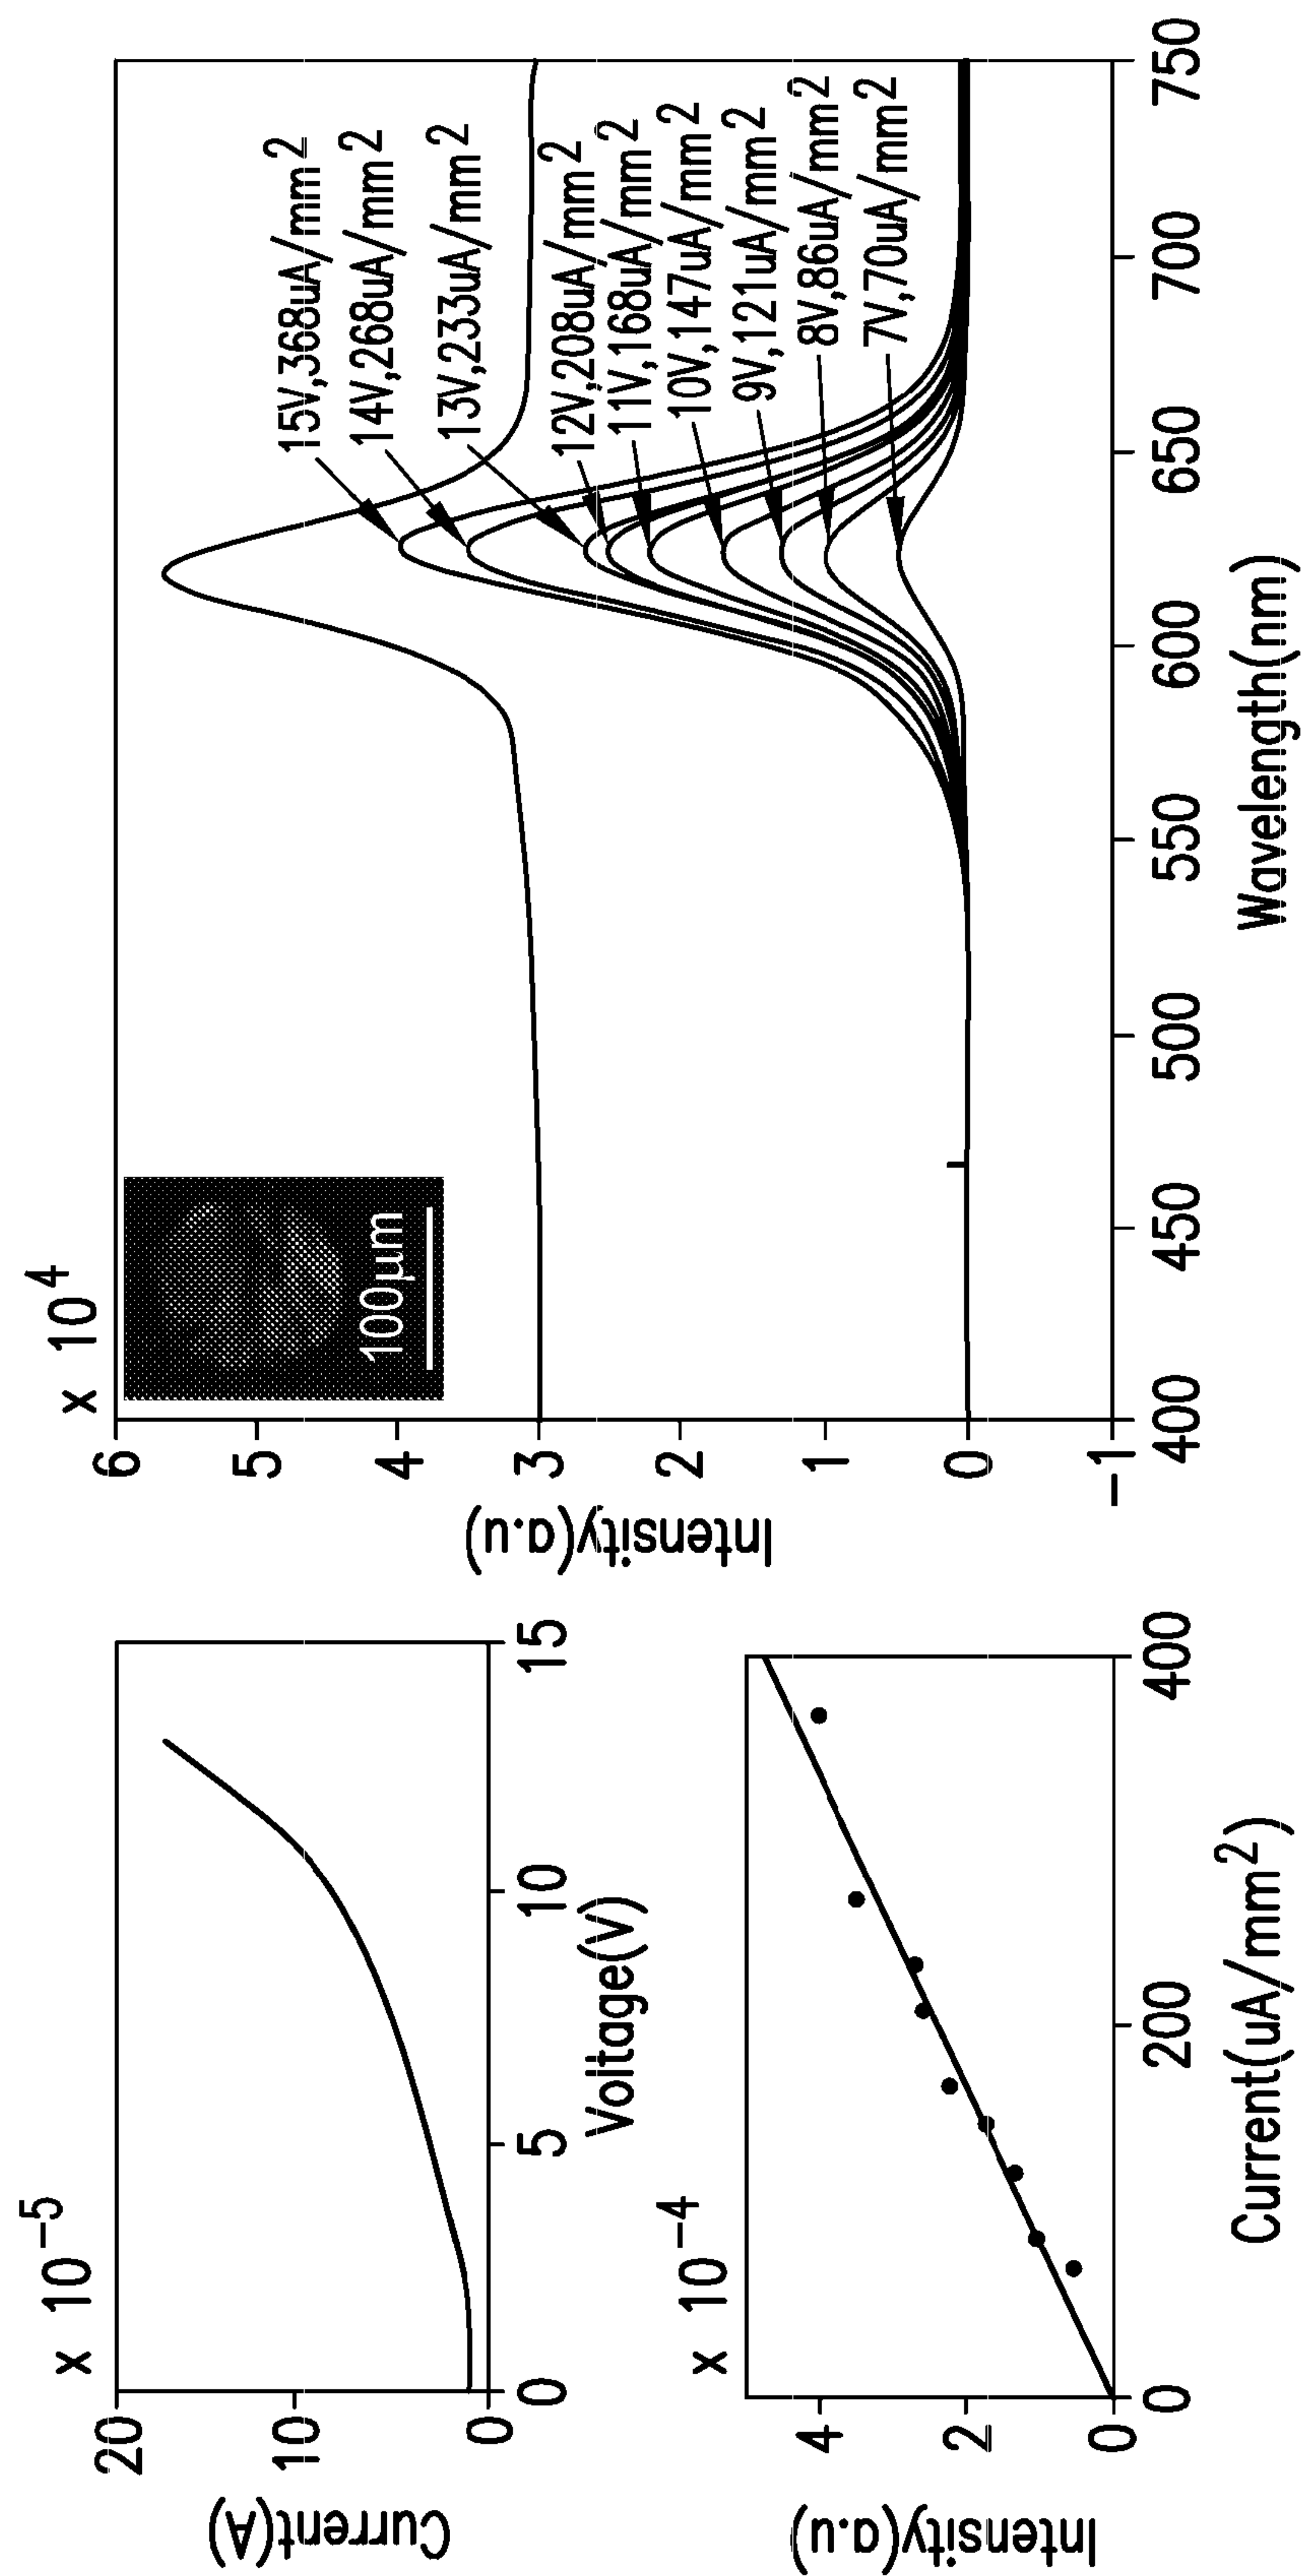 x 10^-5
20
10
0
Current(A)
0
5
10
15
Voltage(V)
x 10^-4
4
2
0
Intensity(a.u)
0
200
400
Current(uA/mm^2)
x 10^4
6
5
4
3
2
1
0
-1
Intensity(a.u)
100μm
15V,368uA/mm^2
14V,268uA/mm^2
13V,233uA/mm^2
12V,208uA/mm^2
11V,168uA/mm^2
10V,147uA/mm^2
9V,121uA/mm^2
8V,86uA/mm^2
7V,70uA/mm^2
400
450
500
550
600
650
700
750
Wavelength(nm)